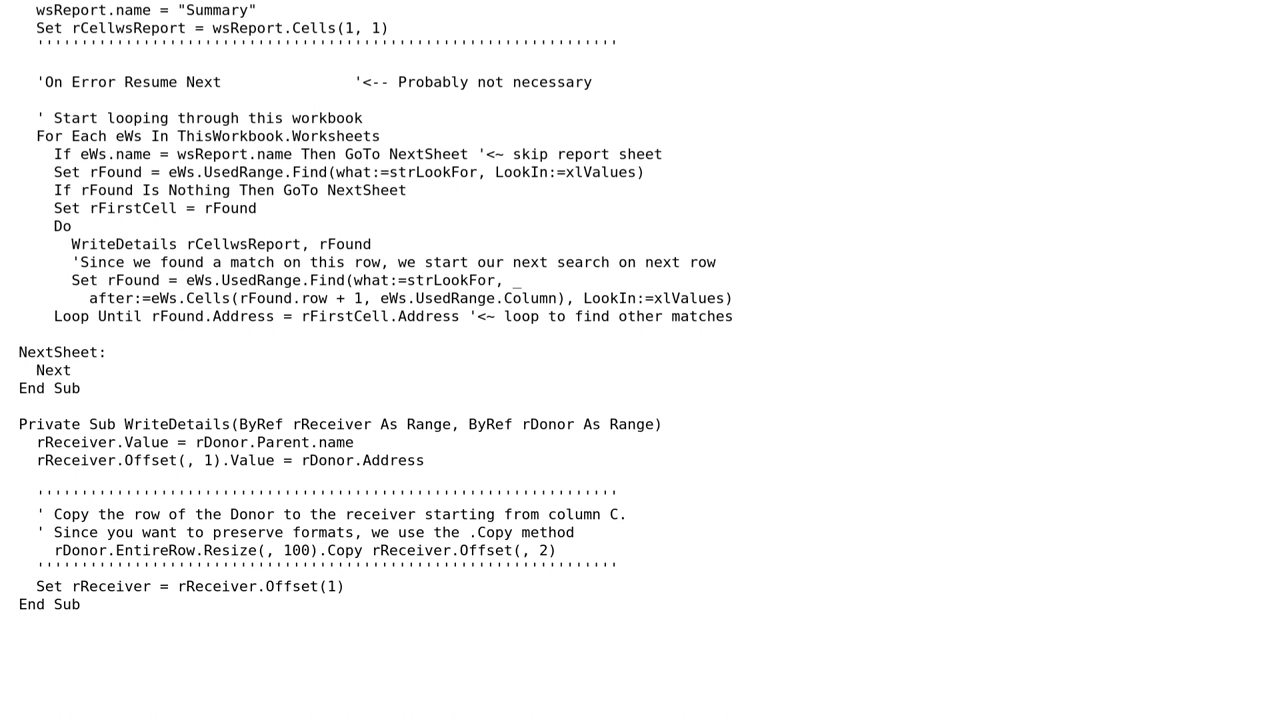 wsReport.name = "Summary"
Set rCellwsReport = wsReport.Cells(1, 1)
''''''''''''''''''''''''''''''''''''''''''''''''''''''''''''''''''
'On Error Resume Next               '<-- Probably not necessary
' Start looping through this workbook
For Each eWs In ThisWorkbook.Worksheets
If eWs.name = wsReport.name Then GoTo NextSheet '<~ skip report sheet
Set rFound = eWs.UsedRange.Find(what:=strLookFor, LookIn:=xlValues)
If rFound Is Nothing Then GoTo NextSheet
Set rFirstCell = rFound
Do
WriteDetails rCellwsReport, rFound
'Since we found a match on this row, we start our next search on next row
Set rFound = eWs.UsedRange.Find(what:=strLookFor, _
after:=eWs.Cells(rFound.row + 1, eWs.UsedRange.Column), LookIn:=xlValues)
Loop Until rFound.Address = rFirstCell.Address '<~ loop to find other matches
NextSheet:
Next
End Sub
Private Sub WriteDetails(ByRef rReceiver As Range, ByRef rDonor As Range)
rReceiver.Value = rDonor.Parent.name
rReceiver.Offset(, 1).Value = rDonor.Address
''''''''''''''''''''''''''''''''''''''''''''''''''''''''''''''''''
' Copy the row of the Donor to the receiver starting from column C.
' Since you want to preserve formats, we use the .Copy method
rDonor.EntireRow.Resize(, 100).Copy rReceiver.Offset(, 2)
''''''''''''''''''''''''''''''''''''''''''''''''''''''''''''''''''
Set rReceiver = rReceiver.Offset(1)
End Sub